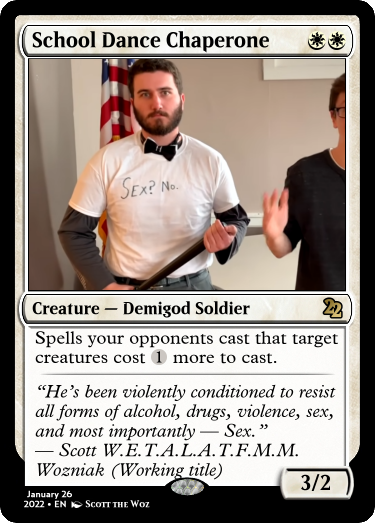 School Dance Chaperone
SEX? No.
Creature — Demigod Soldier
22
Spells your opponents cast that target
creatures cost 1 more to cast.
“He's been violently conditioned to resist
all forms of alcohol, drugs, violence, sex,
and most importantly — Sex.”
— Scott W.E.T.A.L.A.T.F.M.M.
Wozniak (Working title)
3/2
January 26
2022 • EN Scott the Woz